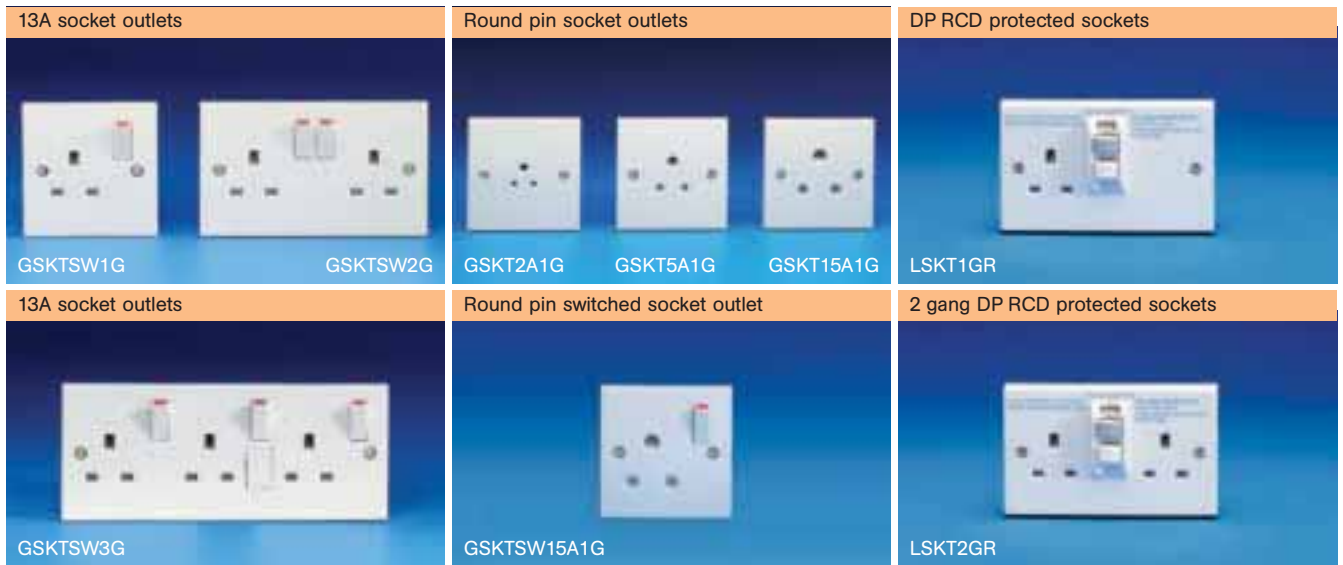 13A socket outlets
GSKTSW1G GSKTSW2G
Round pin socket outlets
GSKT2A1G GSKT5A1G GSKT15A1G
DP RCD protected sockets
LSKT1GR
13A socket outlets
GSKTSW3G
Round pin switched socket outlet
GSKTSW15A1G
2 gang DP RCD protected sockets
LSKT2GR